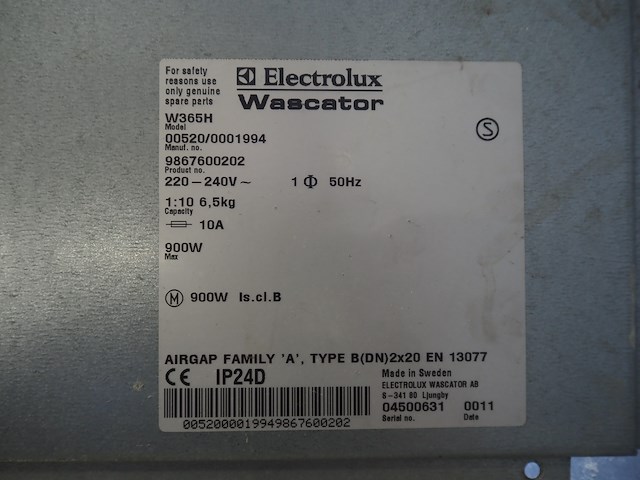 For safety
reasons use
only genuine
spare parts
Electrolux
Wascator
W365H
Model
S
00520/0001994
Manuf. no.
9867600202
Product no.
220-240V~ 1 Φ 50Hz
1:10 6,5kg
Capacity
10A
900W
Max
M 900W Is.cl.B
AIRGAP FAMILY 'A', TYPE B(DN)2x20 EN 13077
CE IP24D
Made in Sweden
ELECTROLUX WASCATOR AB
S-341 80 Ljungby
04500631 0011
Serial no. Date
0052000019949867600202